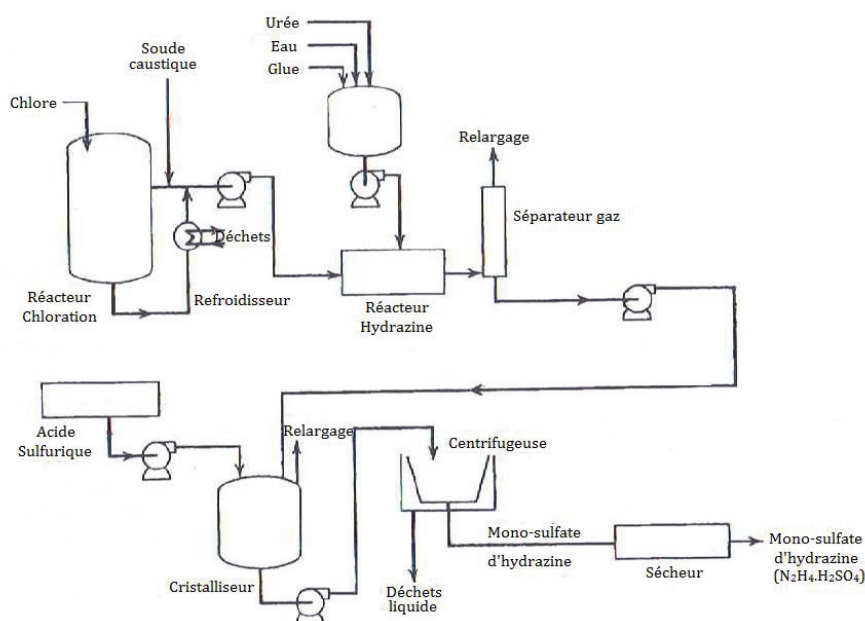 Urée
Eau
Glue
Soude
caustique
Chlore
Relargage
Séparateur gaz
Déchets
Réacteur
Chloration
Refroidisseur
Réacteur
Hydrazine
Acide
Sulfurique
Relargage
Centrifugeuse
Mono-sulfate
d'hydrazine
Sécheur
Mono-sulfate
d'hydrazine
(N₂H₄.H₂SO₄)
Cristalliseur
Déchets
liquide